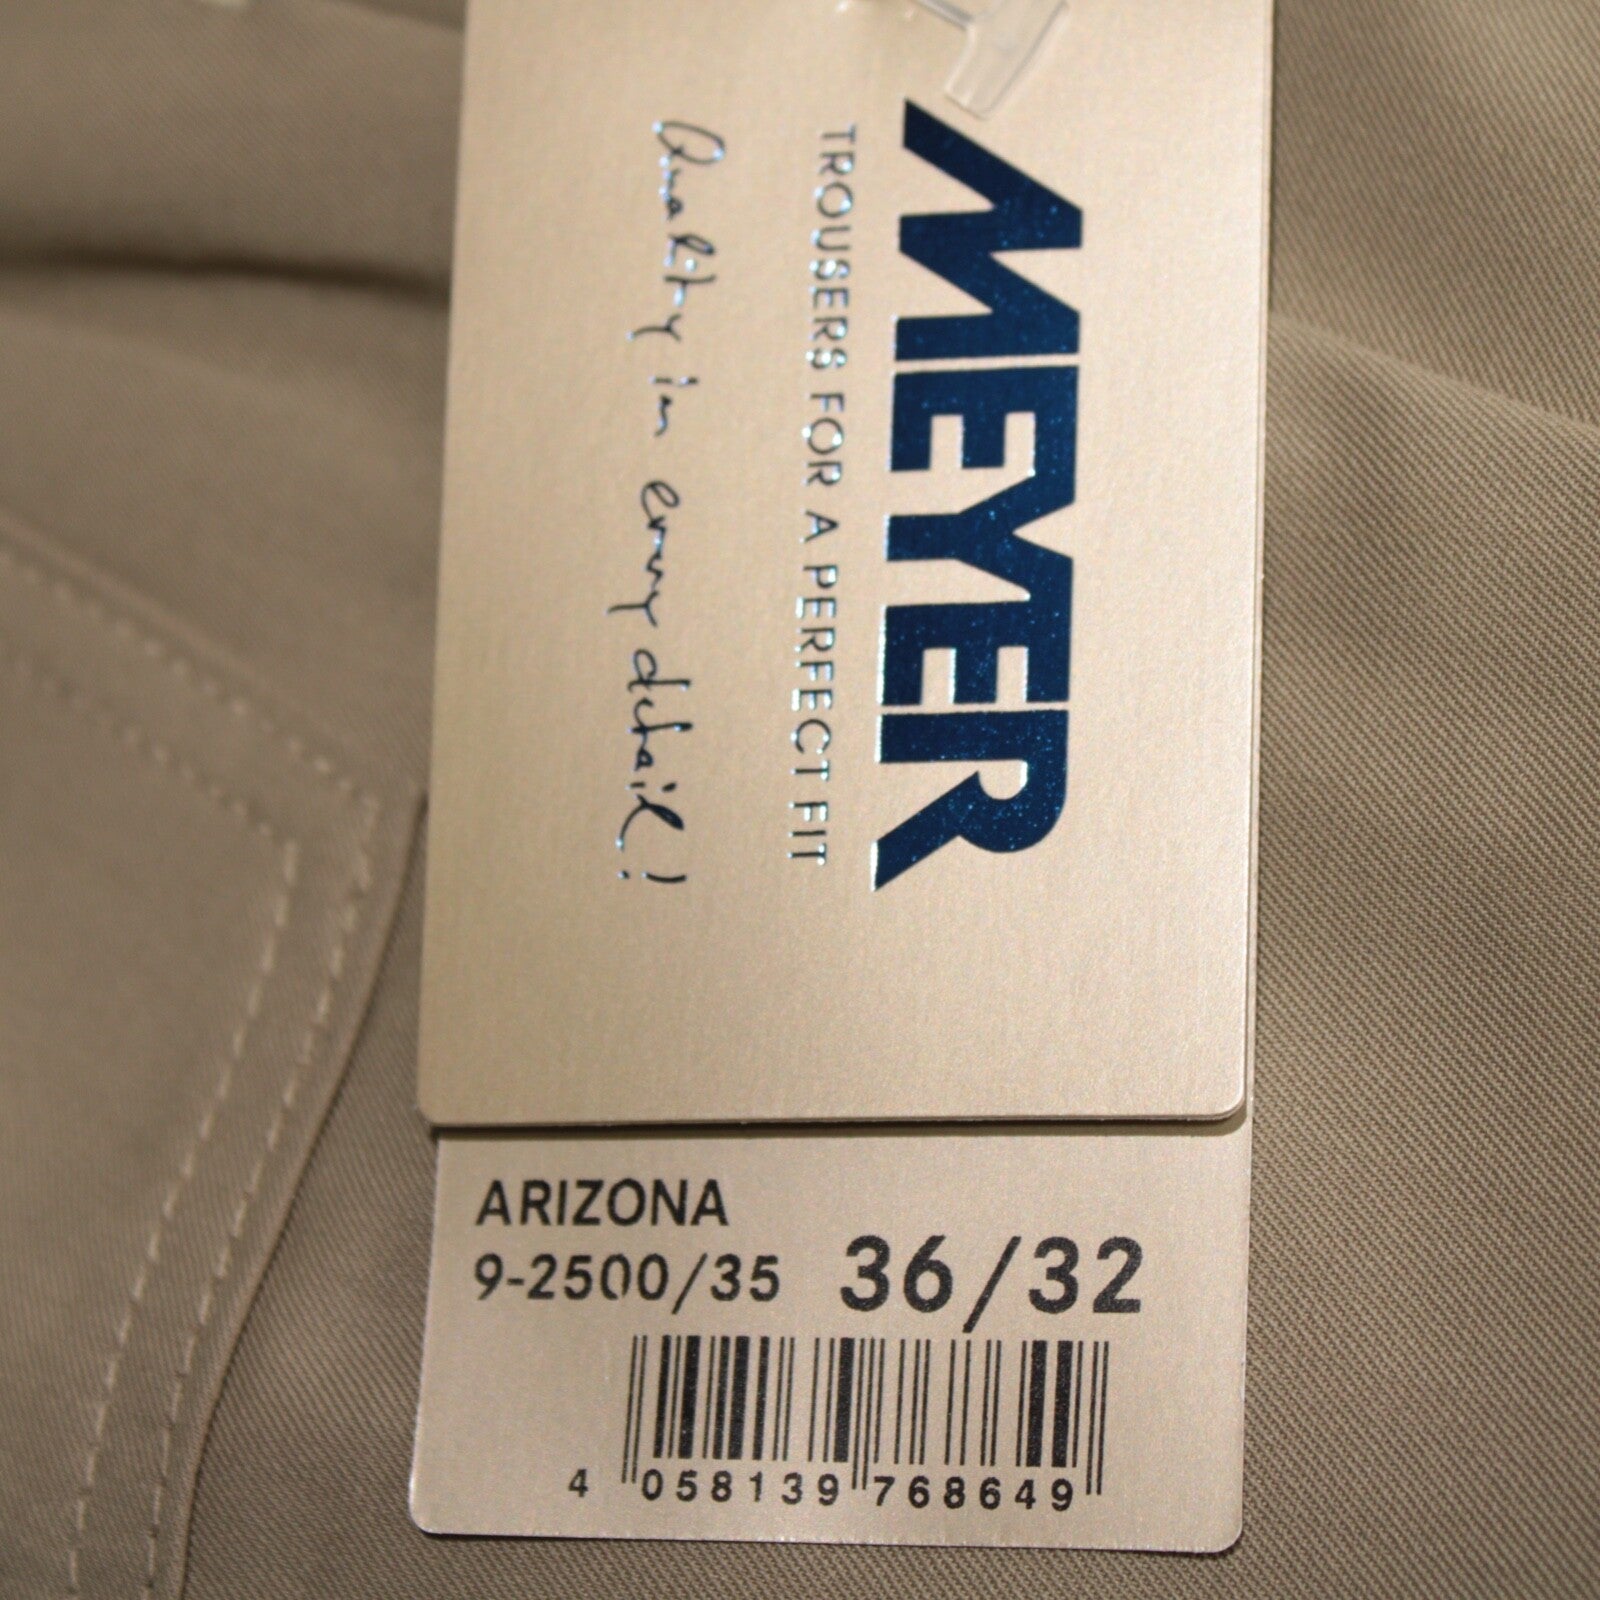 MEYER
TROUSERS FOR A PERFECT FIT
Quality in every detail!
ARIZONA
9-2500/35
36/32
4 058139 768649